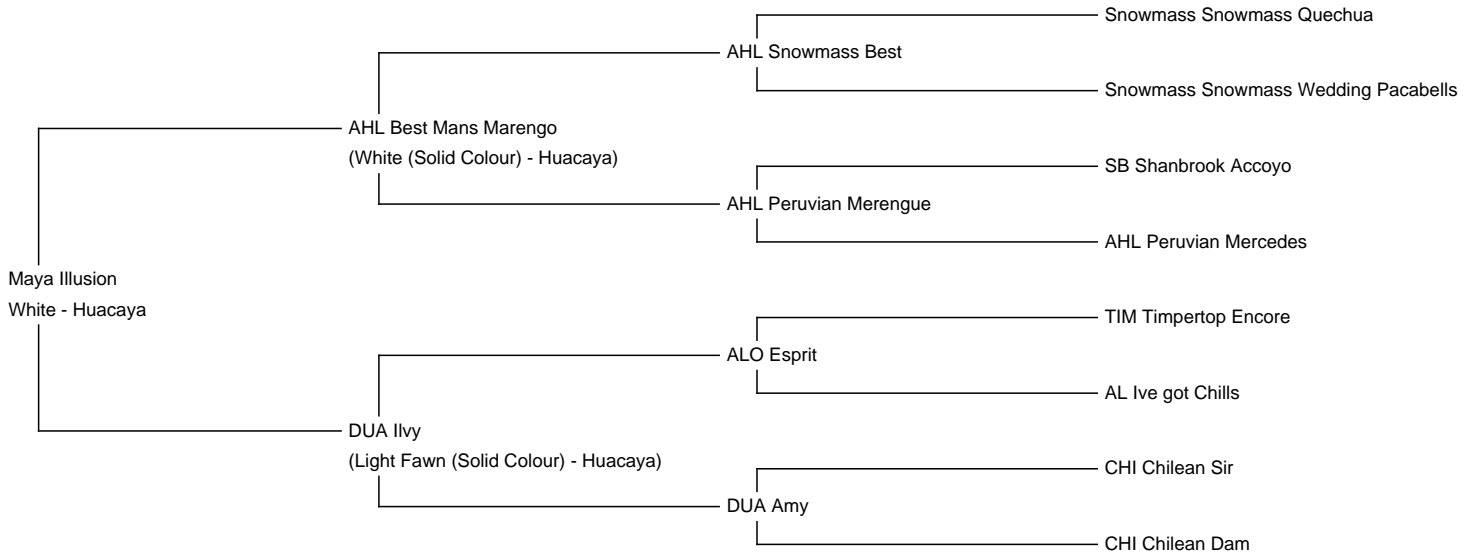 Snowmass Snowmass Quechua
AHL Snowmass Best
Snowmass Snowmass Wedding Pacabells
AHL Best Mans Marengo
(White (Solid Colour) - Huacaya)
SB Shanbrook Accoyo
AHL Peruvian Merengue
AHL Peruvian Mercedes
Maya Illusion
White - Huacaya
TIM Timpertop Encore
ALO Esprit
AL Ive got Chills
DUA Ilvy
(Light Fawn (Solid Colour) - Huacaya)
CHI Chilean Sir
DUA Amy
CHI Chilean Dam